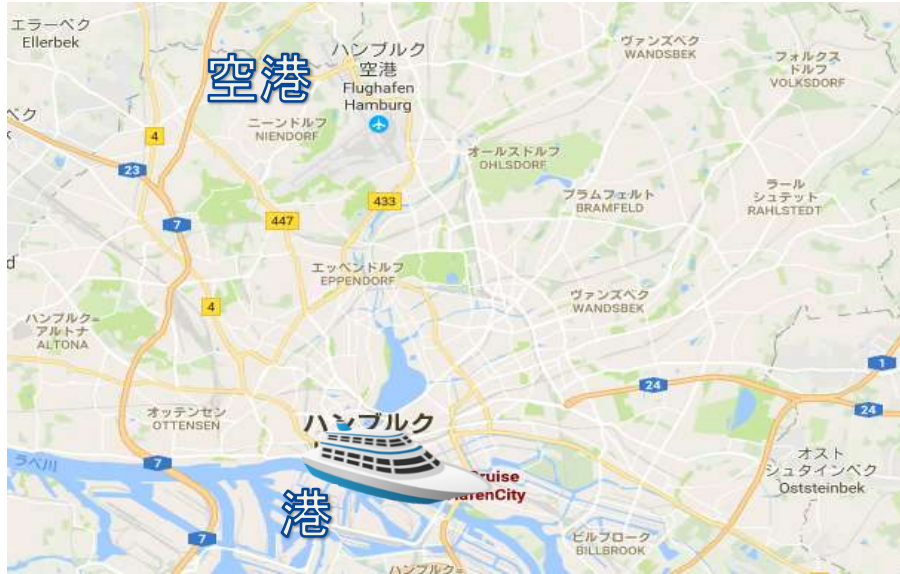 エラーベク
Ellerbek
空港
ハンブルク
空港
Flughafen
Hamburg
ヴァンズベク
WANDSBEK
フォルクス
ドルフ
VOLKSDORF
ベク
k
4
ニーンドルフ
NIENDORF
23
オールスドルフ
OHLSDORF
433
447
7
ブラムフェルト
BRAMFELD
ラール
シュテット
RAHLSTEDT
d
エッペンドルフ
EPPENDORF
4
ヴァンズベク
WANDSBEK
ハンブルク=
アルトナ
ALTONA
1
24
24
オッテンセン
OTTENSEN
ハンブルク
ラベ川
7
Cruise
HafenCity
オスト
シュタインベク
Oststeinbek
港
7
ビルブローク
BILLBROOK
ハンブルク=